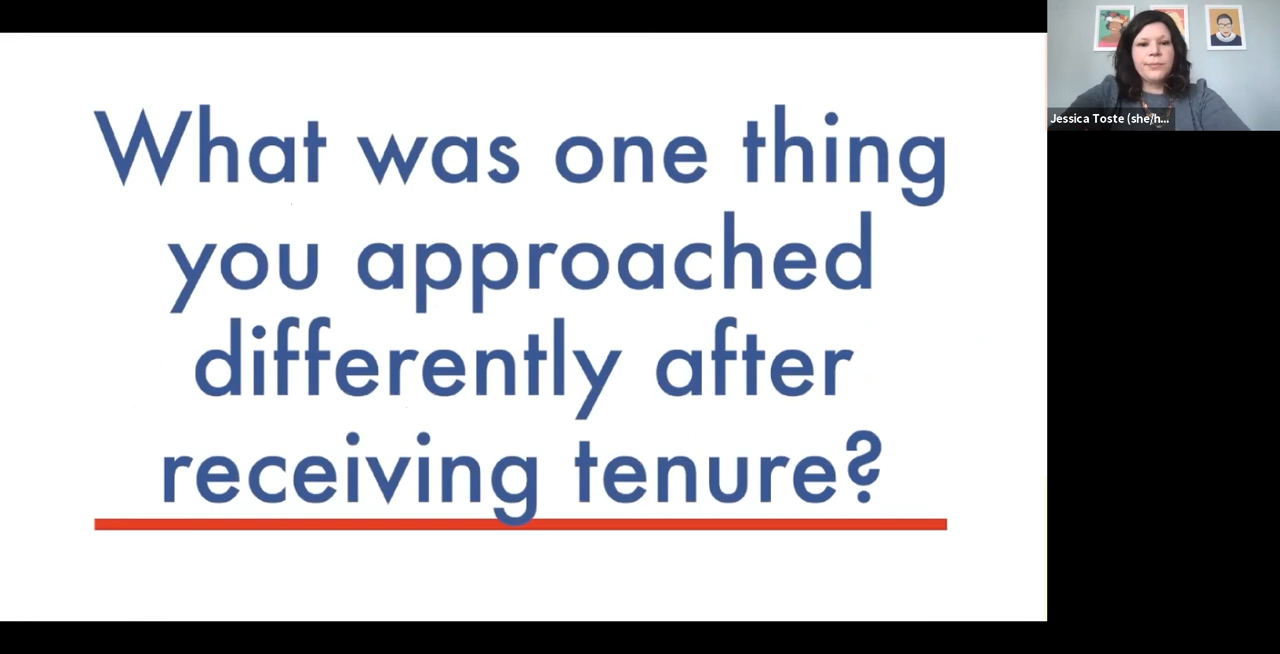 What was one thing
you approached
differently after
receiving tenure?
Jessica Toste (she/h...